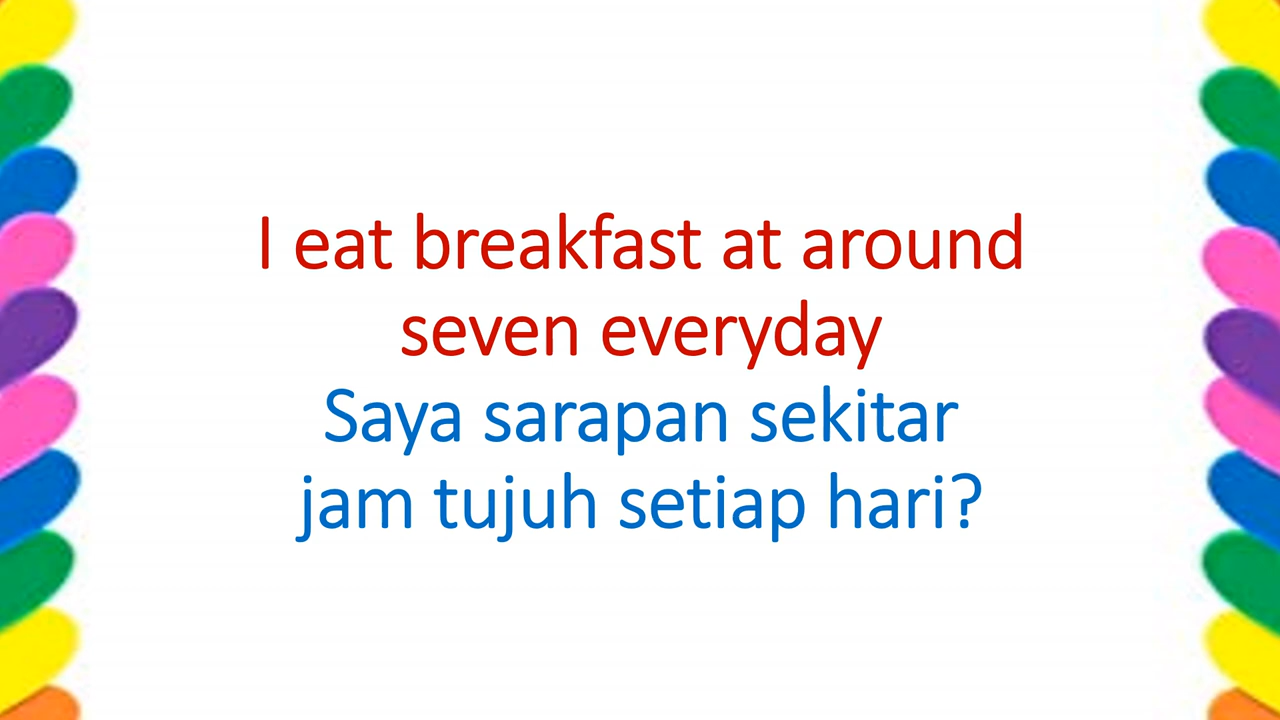 I eat breakfast at around
seven everyday
Saya sarapan sekitar
jam tujuh setiap hari?